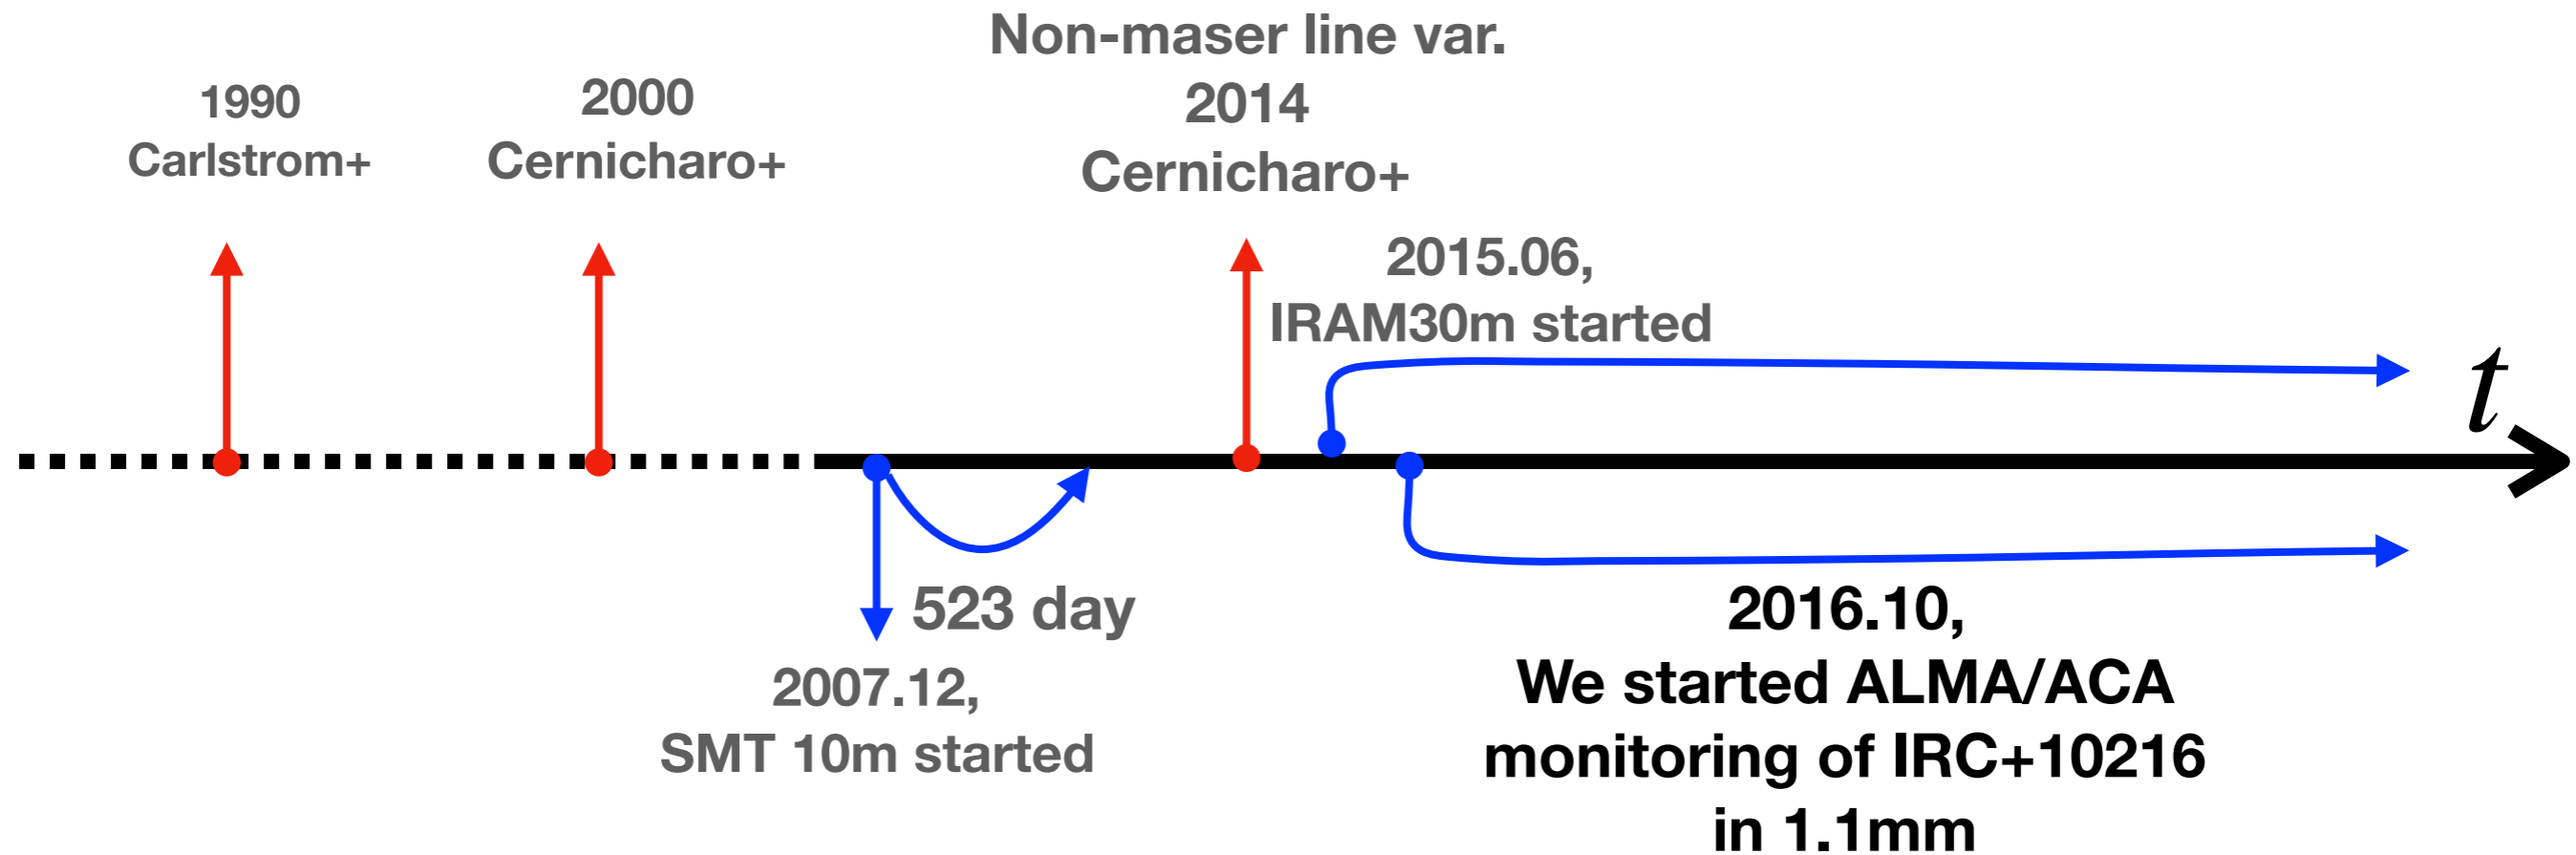 1990
Carlstrom+
2000
Cernicharo+
Non-maser line var.
2014
Cernicharo+
2015.06,
IRAM30m started
t
523 day
2007.12,
SMT 10m started
2016.10,
We started ALMA/ACA
monitoring of IRC+10216
in 1.1mm